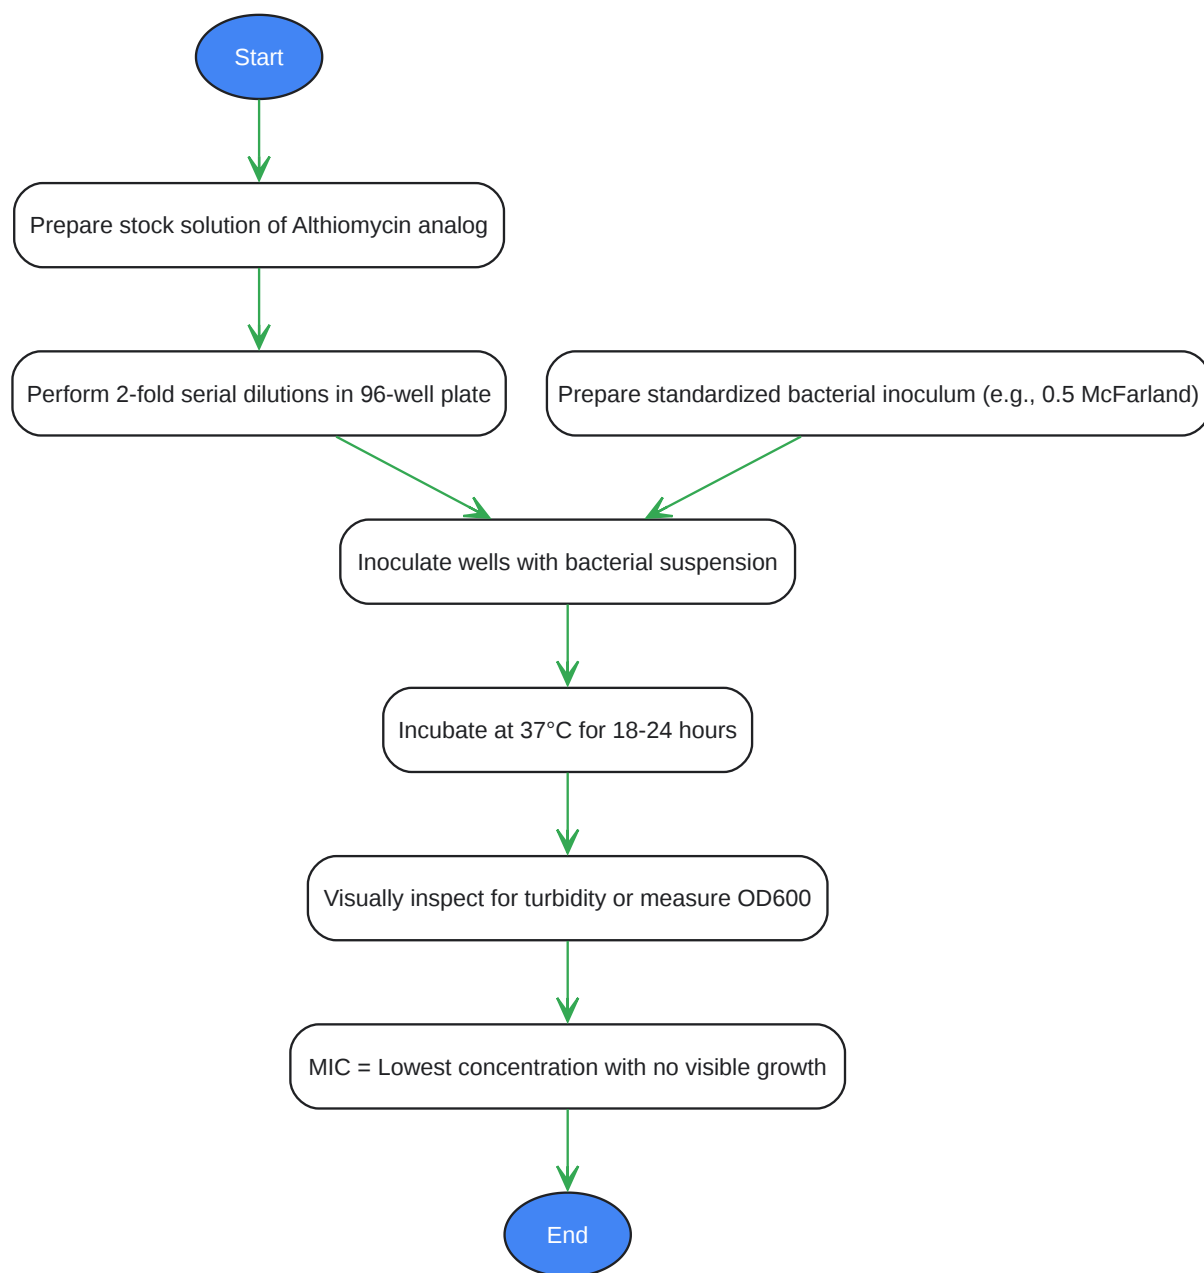 Start
Prepare stock solution of Althiomycin analog
Perform 2-fold serial dilutions in 96-well plate
Prepare standardized bacterial inoculum (e.g., 0.5 McFarland)
Inoculate wells with bacterial suspension
Incubate at 37°C for 18-24 hours
Visually inspect for turbidity or measure OD600
MIC = Lowest concentration with no visible growth
End